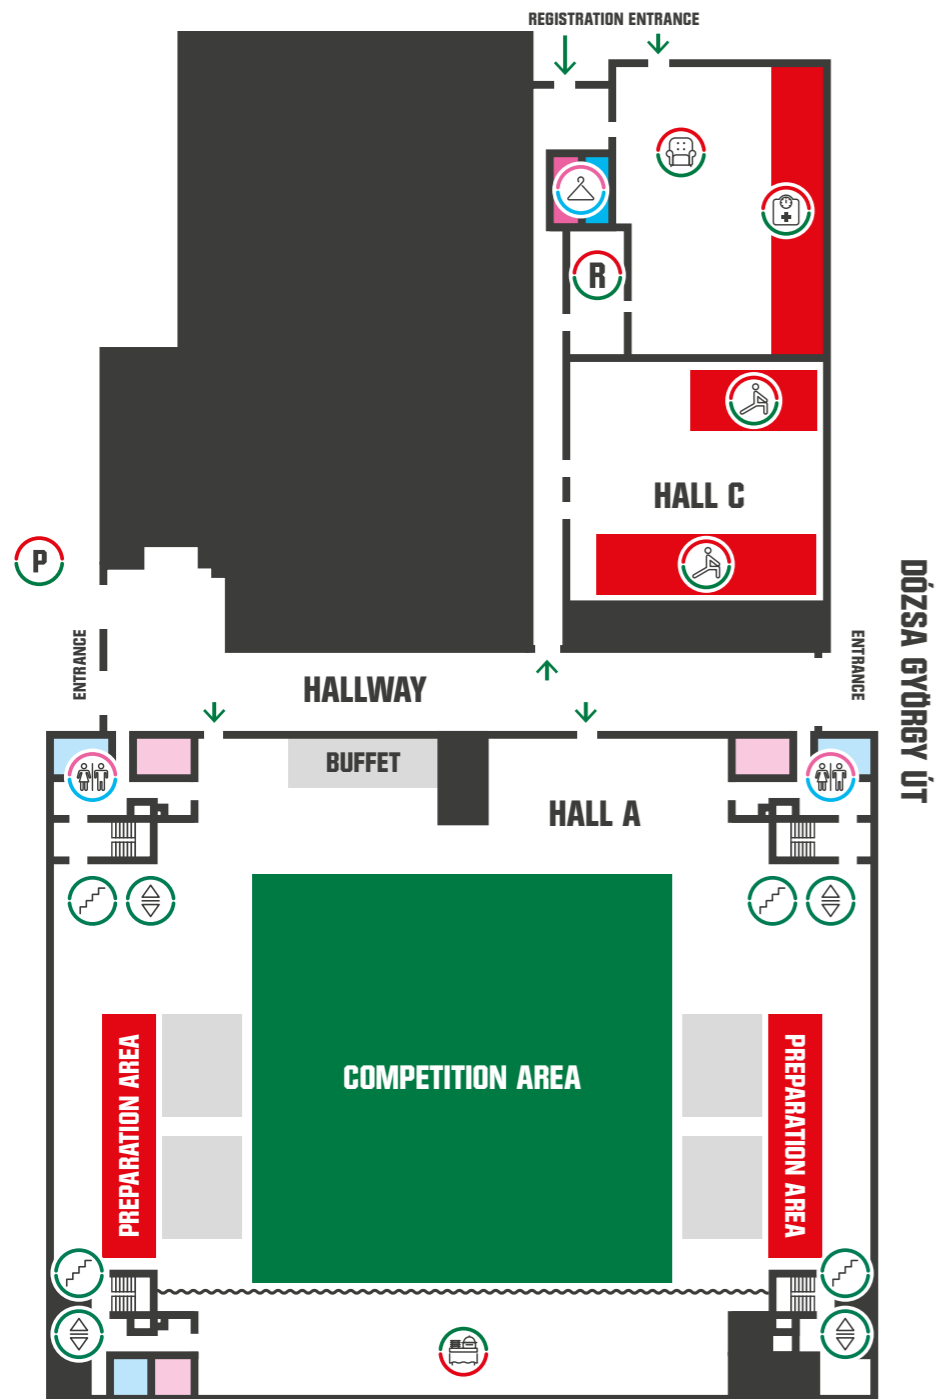 REGISTRATION ENTRANCE
R
HALL C
P
ENTRANCE
ENTRANCE
DÓZSA GYÖRGY ÚT
HALLWAY
BUFFET
HALL A
COMPETITION AREA
PREPARATION AREA
PREPARATION AREA